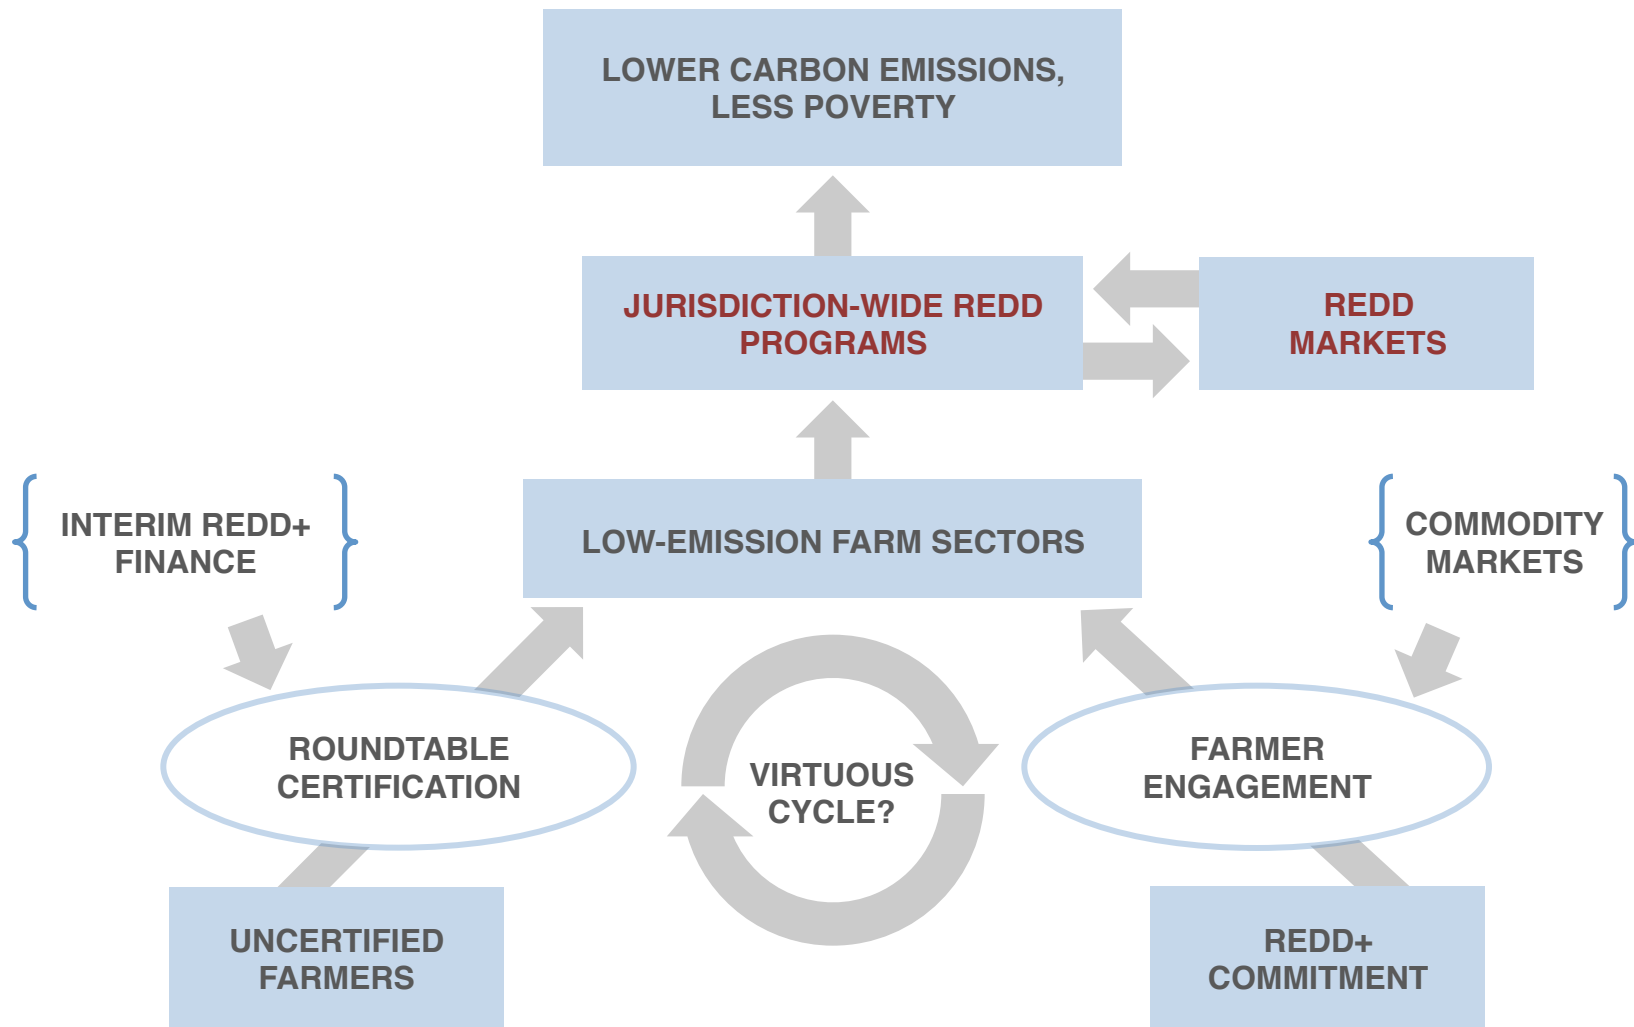 LOWER CARBON EMISSIONS,
LESS POVERTY
JURISDICTION-WIDE REDD
PROGRAMS
REDD
MARKETS
INTERIM REDD+
FINANCE
LOW-EMISSION FARM SECTORS
COMMODITY
MARKETS
ROUNDTABLE
CERTIFICATION
VIRTUOUS
CYCLE?
FARMER
ENGAGEMENT
UNCERTIFIED
FARMERS
REDD+
COMMITMENT